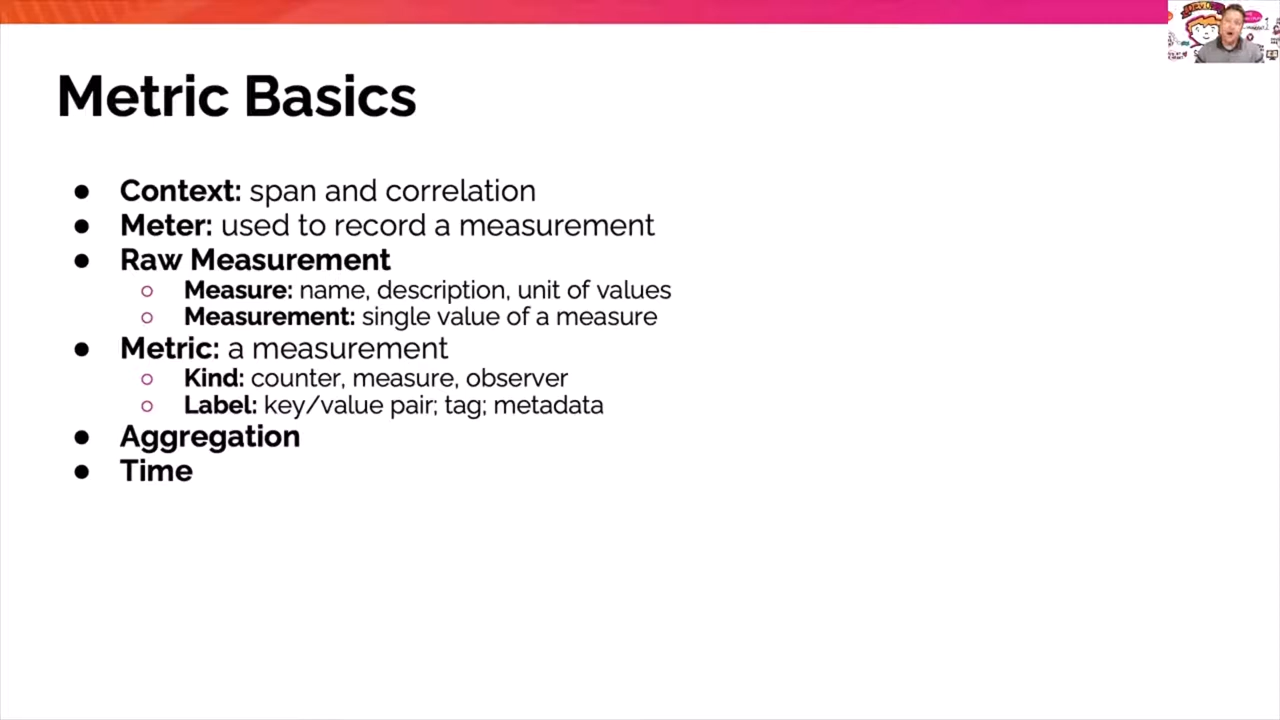 Metric Basics
● Context: span and correlation
● Meter: used to record a measurement
● Raw Measurement
○ Measure: name, description, unit of values
○ Measurement: single value of a measure
● Metric: a measurement
○ Kind: counter, measure, observer
○ Label: key/value pair; tag; metadata
● Aggregation
● Time